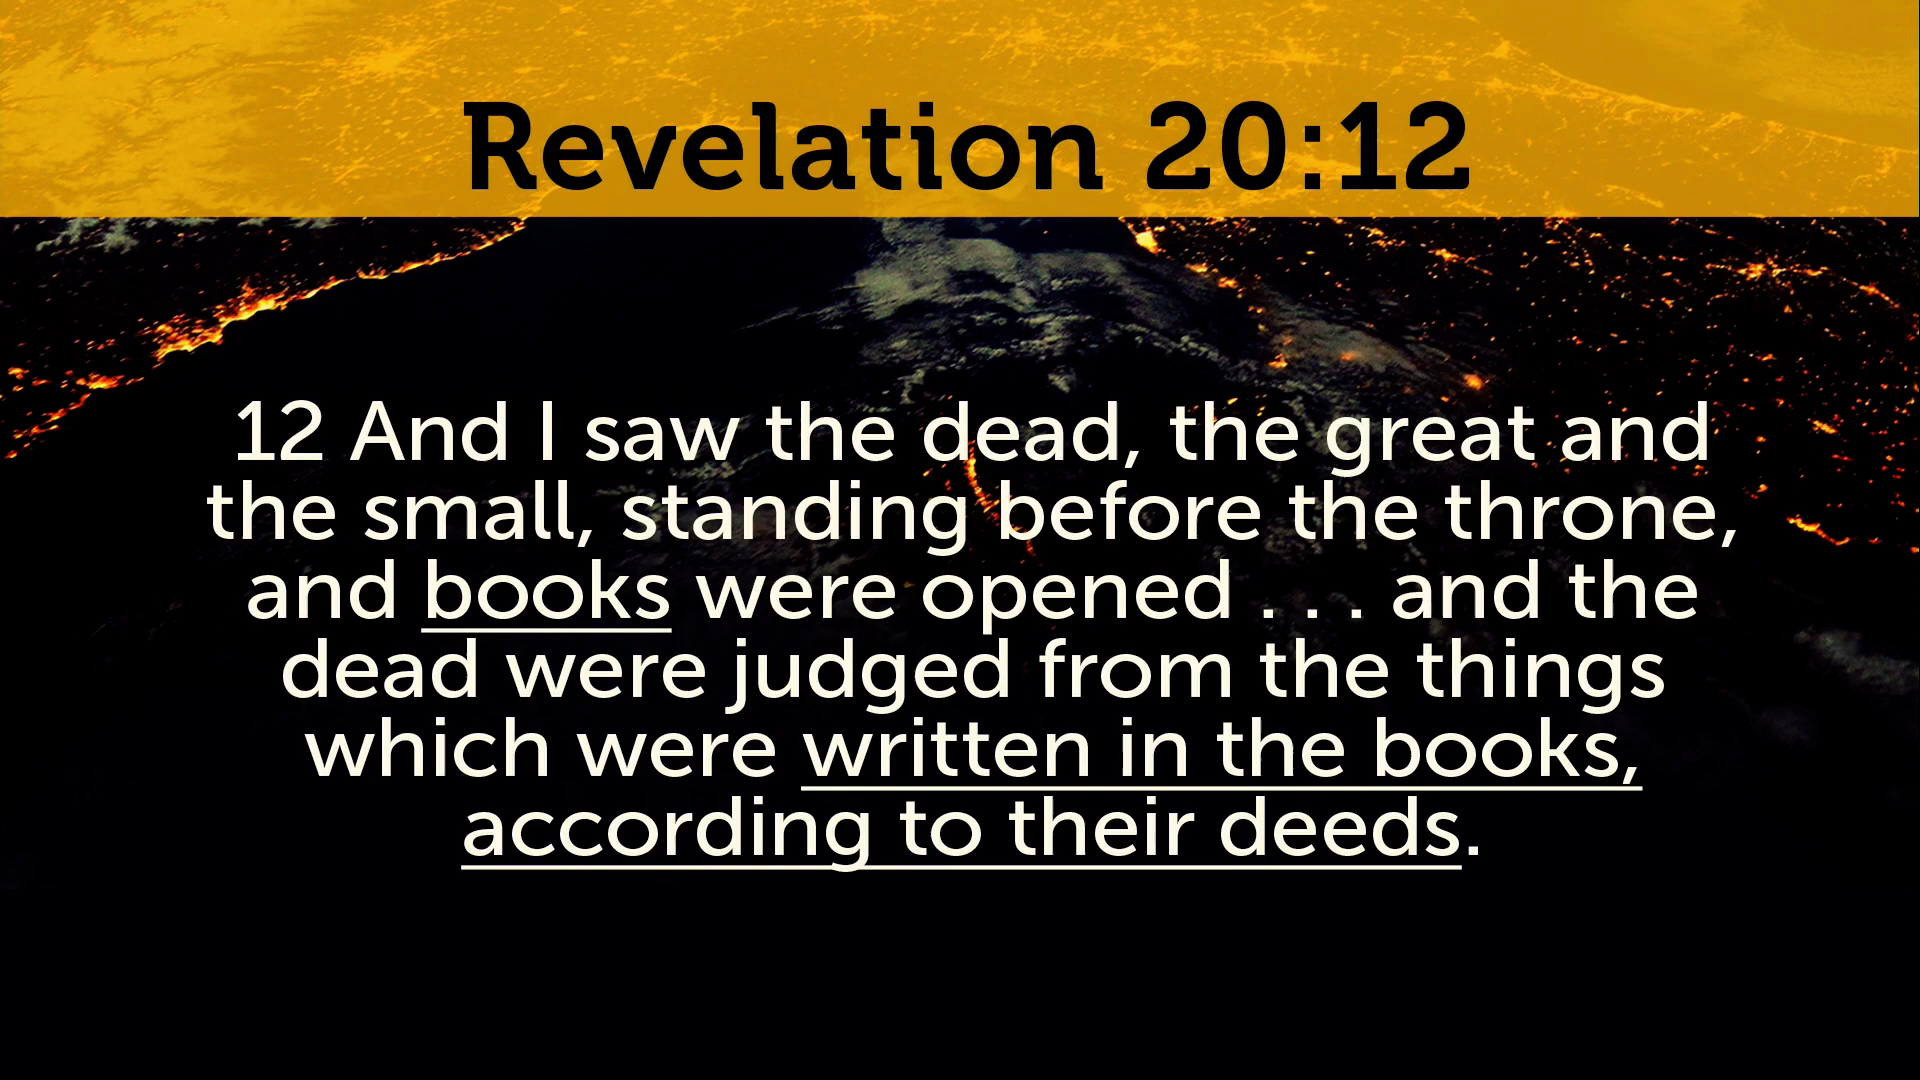 Revelation 20:12
12 And I saw the dead, the great and
the small, standing before the throne,
and books were opened . . . and the
dead were judged from the things
which were written in the books,
according to their deeds.